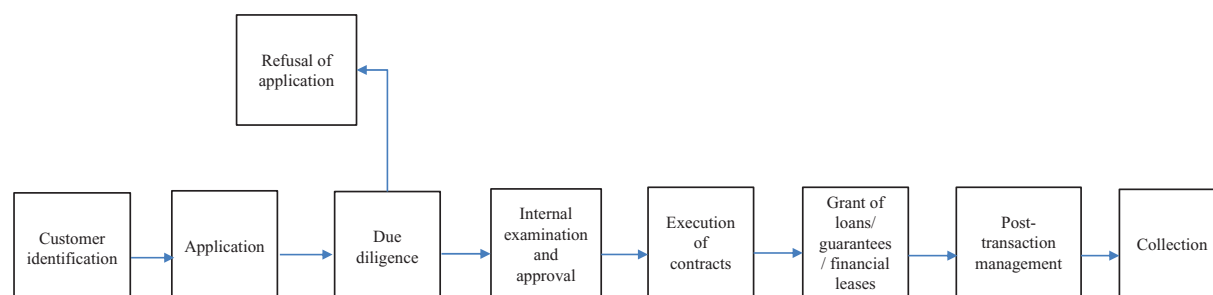 Refusal of
application
Customer
identification
Application
Due
diligence
Internal
examination
and
approval
Execution
of
contracts
Grant of
loans/
guarantees
/ financial
leases
Post-
transaction
management
Collection